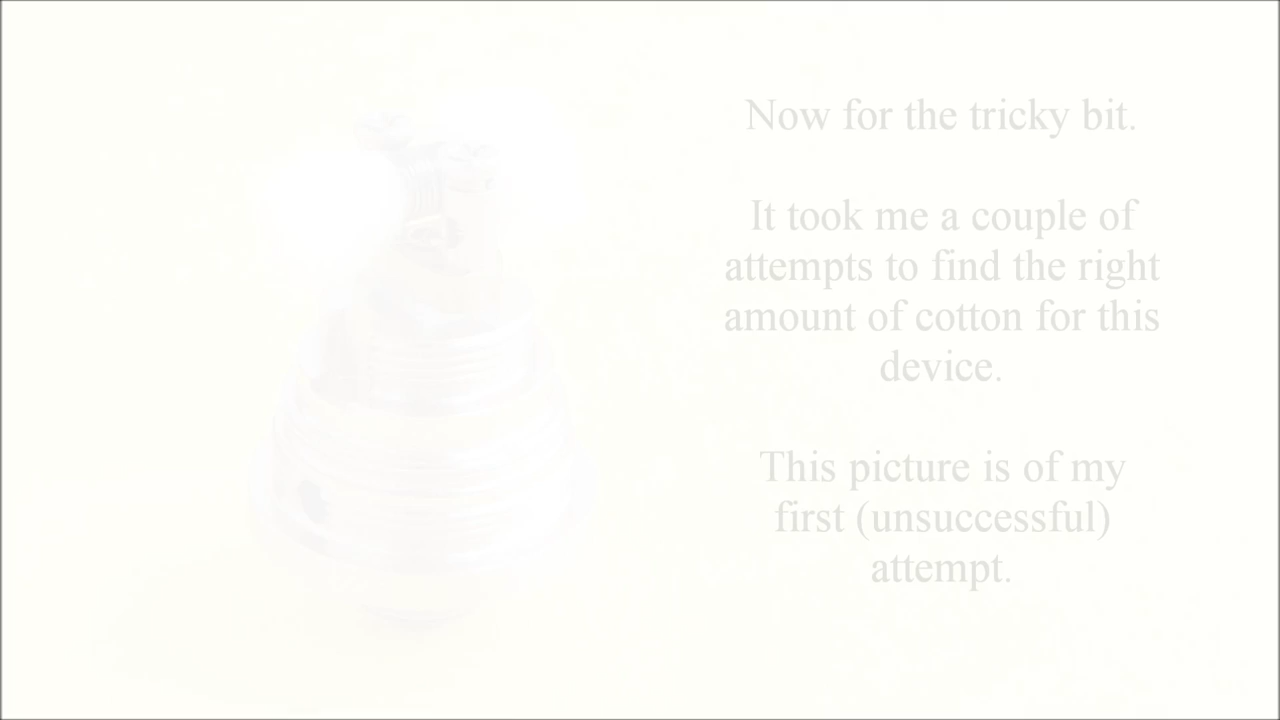 Now for the tricky bit.
It took me a couple of
attempts to find the right
amount of cotton for this
device.
This picture is of my
first (unsuccessful)
attempt.